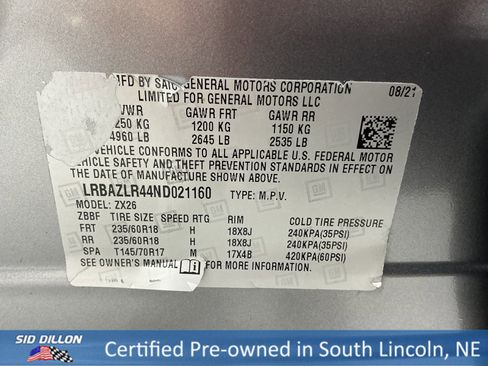 MFD BY SAIC GENERAL MOTORS CORPORATION 08/21
LIMITED FOR GENERAL MOTORS LLC
VWR GAWR FRT GAWR RR
250 KG 1200 KG 1150 KG
4960 LB 2645 LB 2535 LB
VEHICLE CONFORMS TO ALL APPLICABLE U.S. FEDERAL MOTOR
VEHICLE SAFETY AND THEFT PREVENTION STANDARDS IN EFFECT
ON THE DATE OF MANUFACTURE SHOWN ABOVE.
LRBAZLR44ND021160 TYPE: M.P.V.
MODEL: ZX26
ZBBF TIRE SIZE SPEED RTG RIM COLD TIRE PRESSURE
FRT 235/60R18 H 18X8J 240KPA(35PSI)
RR 235/60R18 H 18X8J 240KPA(35PSI)
SPA T145/70R17 M 17X4B 420KPA(60PSI)
SEE OWNER'S MANUAL FOR MORE INFORMATION.
GM
SID DILLON
Certified Pre-owned in South Lincoln, NE